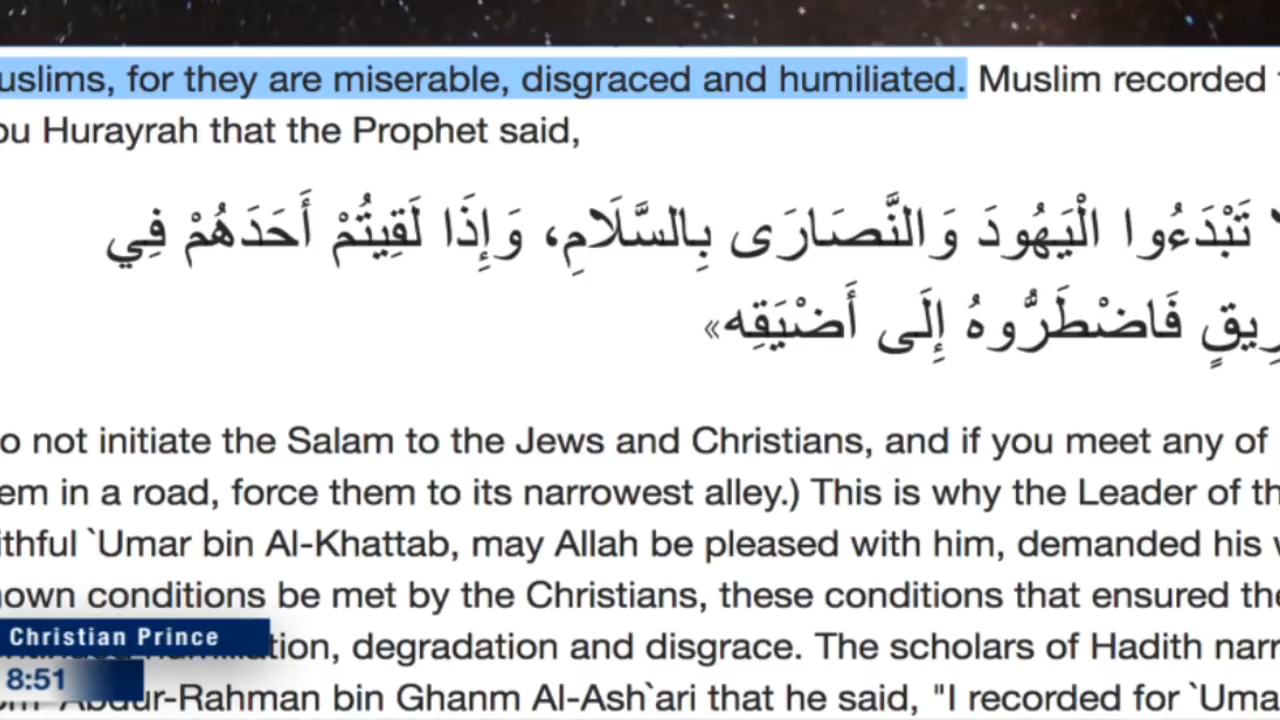 uslims, for they are miserable, disgraced and humiliated. Muslim recorded
ou Hurayrah that the Prophet said,
تَبْدَءُوا الْيَهُودَ وَالنَّصَارَى بِالسَّلَامِ، وَإِذَا لَقِيتُمْ أَحَدَهُمْ فِي
رِيقٍ فَاضْطَرُّوهُ إِلَى أَضْيَقِه»
o not initiate the Salam to the Jews and Christians, and if you meet any of
em in a road, force them to its narrowest alley.) This is why the Leader of th
ithful `Umar bin Al-Khattab, may Allah be pleased with him, demanded his
own conditions be met by the Christians, these conditions that ensured the
Christian Prince
tion, degradation and disgrace. The scholars of Hadith narr
8:51
Abdur-Rahman bin Ghanm Al-Ash`ari that he said, "I recorded for `Uma